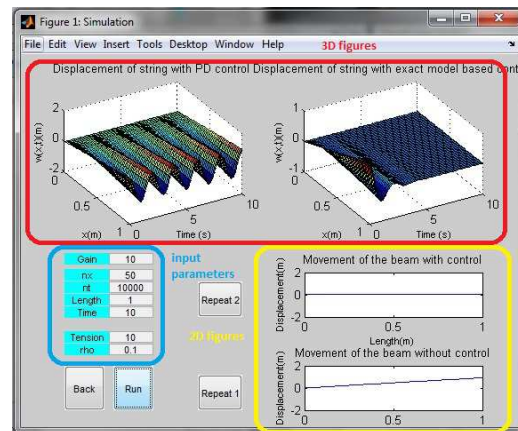 Figure 1: Simulation
File Edit View Insert Tools Desktop Window Help
3D figures
Displacement of string with PD control Displacement of string with exact model based cont
2
0
-2
0
0.5
1
0
5
10
w(x,t)(m)
x(m)
Time (s)
1
0
-1
0
0.5
1
0
5
10
w(x,t)(m)
x(m)
Time (s)
Gain 10
nx 50
nt 10000
Length 1
Time 10
Tension 10
rho 0.1
input
parameters
Repeat 2
2D figures
Back
Run
Repeat 1
Movement of the beam with control
Displacement(m)
2
0
-2
0
0.5
1
Length(m)
Movement of the beam without control
Displacement(m)
2
0
-2
0
0.5
1